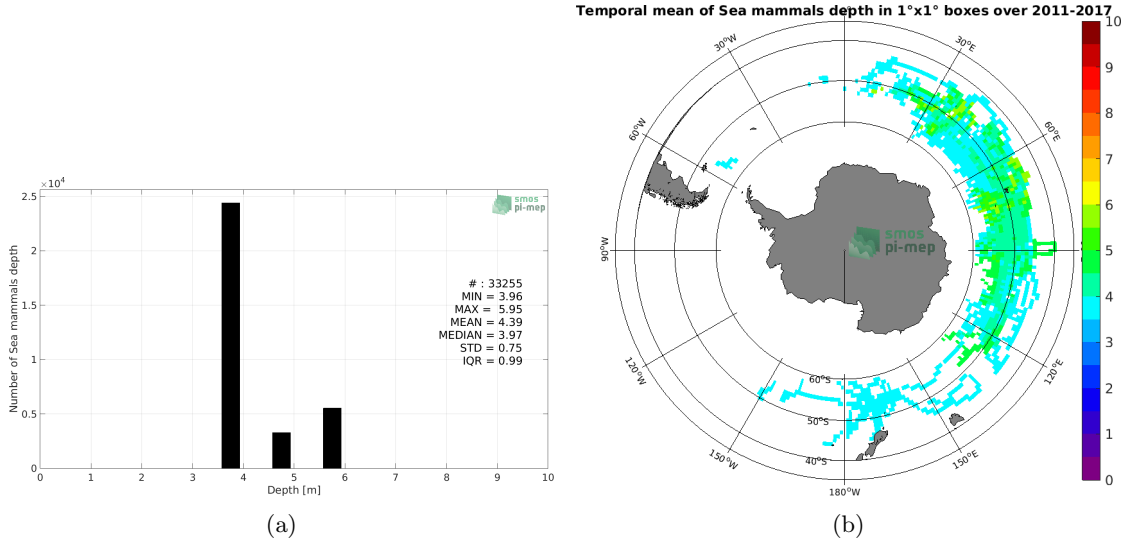 Temporal mean of Sea mammals depth in 1°x1° boxes over 2011-2017
×10⁴
2.5
2
1.5
1
0.5
0
Number of Sea mammals depth
smos
pi-mep
# : 33255
MIN = 3.96
MAX = 5.95
MEAN = 4.39
MEDIAN = 3.97
STD = 0.75
IQR = 0.99
0 1 2 3 4 5 6 7 8 9 10
Depth [m]
(a)
30°W
30°E
60°W
60°E
90°W
120°W
120°E
150°W
150°E
180°W
60°S
50°S
40°S
smos
pi-mep
10
9
8
7
6
5
4
3
2
1
0
(b)